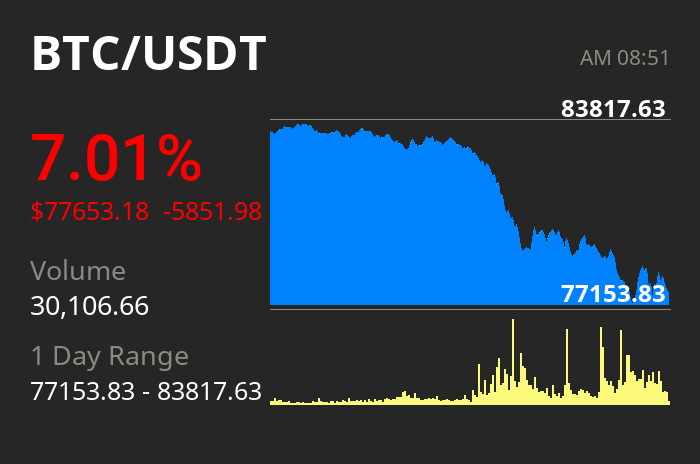 BTC/USDT
AM 08:51
83817.63
7.01%
$77653.18 -5851.98
Volume
30,106.66
77153.83
1 Day Range
77153.83 - 83817.63